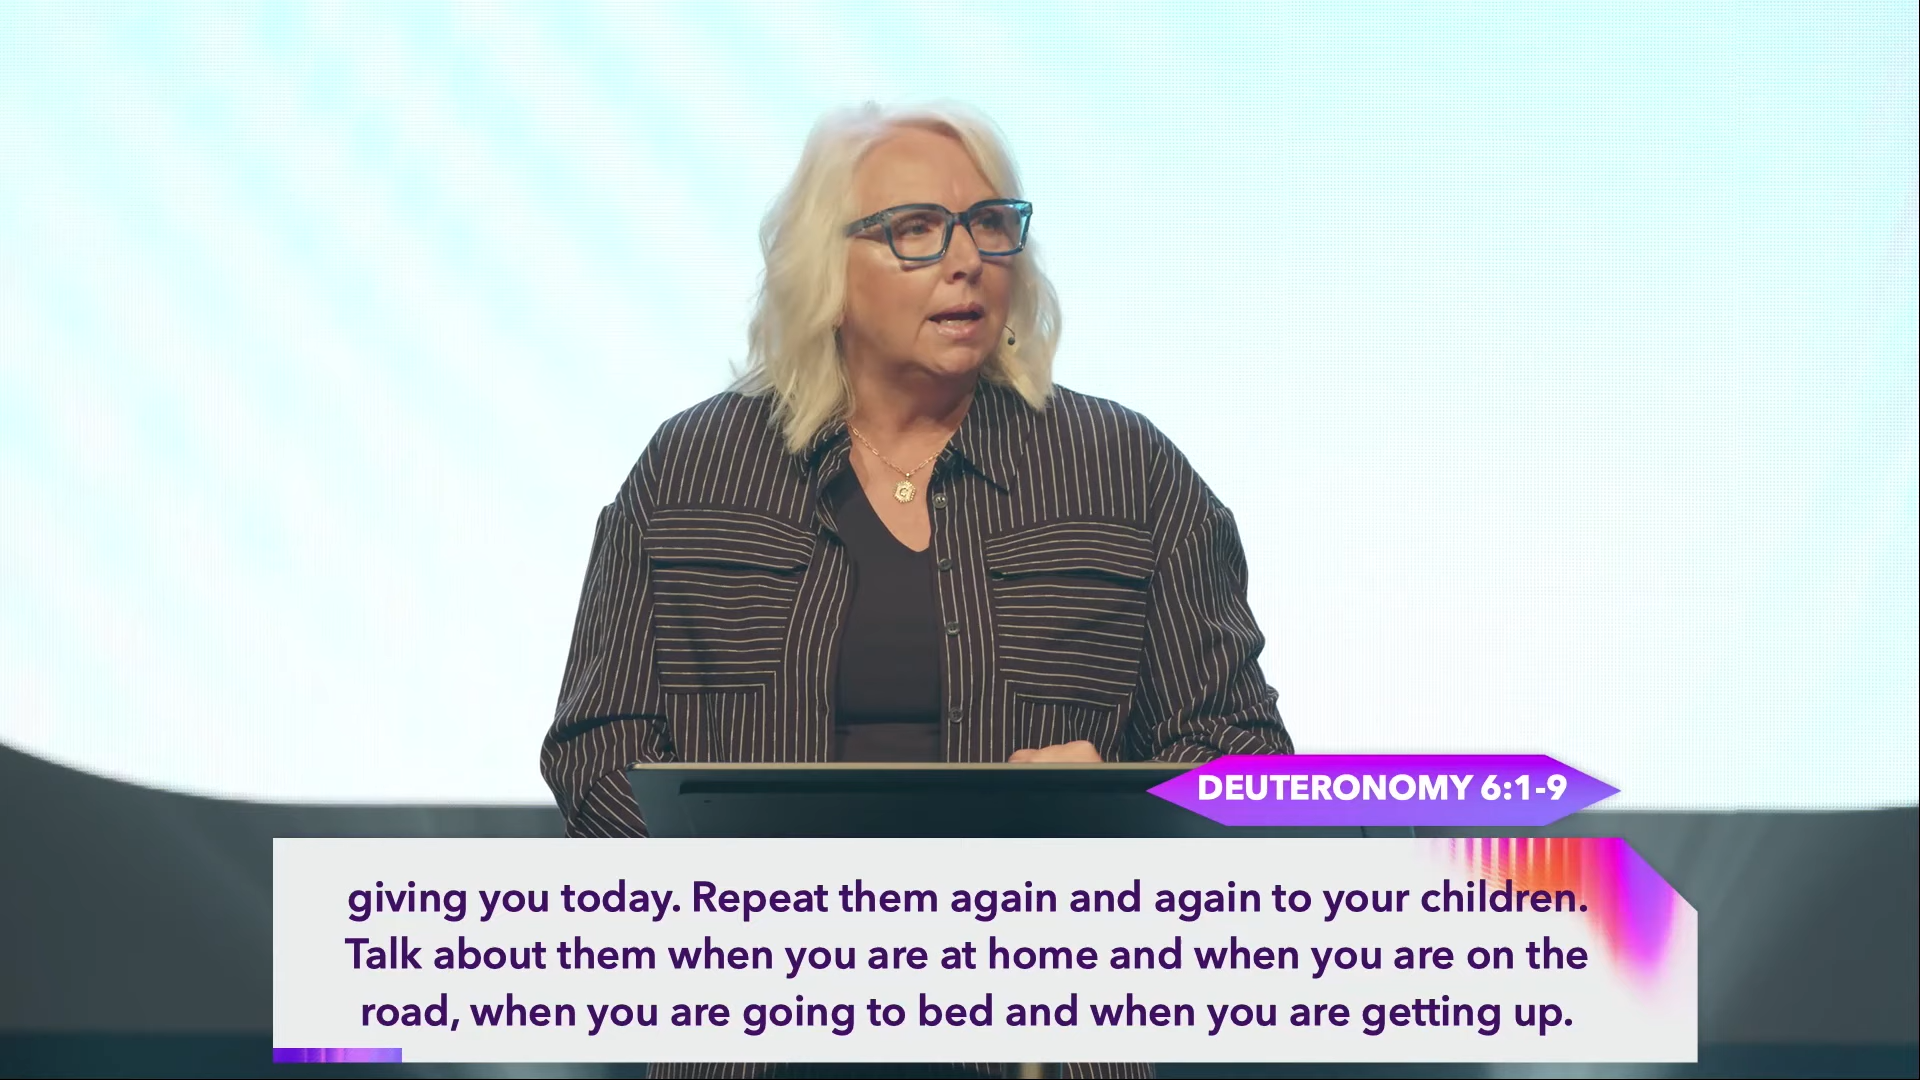 DEUTERONOMY 6:1-9
giving you today. Repeat them again and again to your children.
Talk about them when you are at home and when you are on the
road, when you are going to bed and when you are getting up.